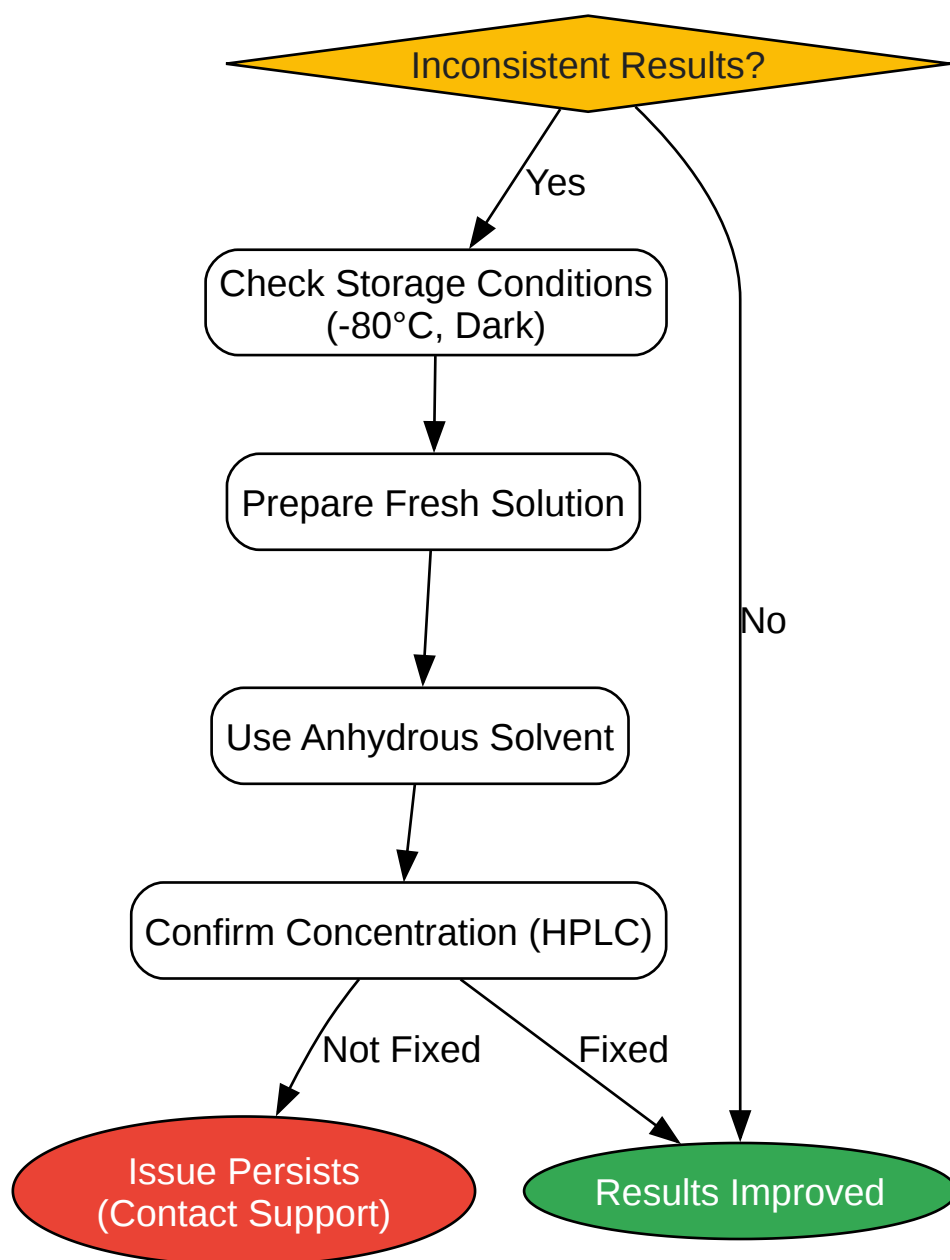 Inconsistent Results?
Yes
Check Storage Conditions
(-80°C, Dark)
Prepare Fresh Solution
No
Use Anhydrous Solvent
Confirm Concentration (HPLC)
Not Fixed
Fixed
Issue Persists
(Contact Support)
Results Improved